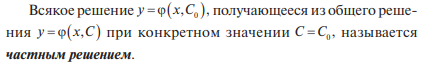 Всякое решение y = φ(x, C₀), получающееся из общего реше-
ния y = φ(x, C) при конкретном значении C = C₀, называется
частным решением.